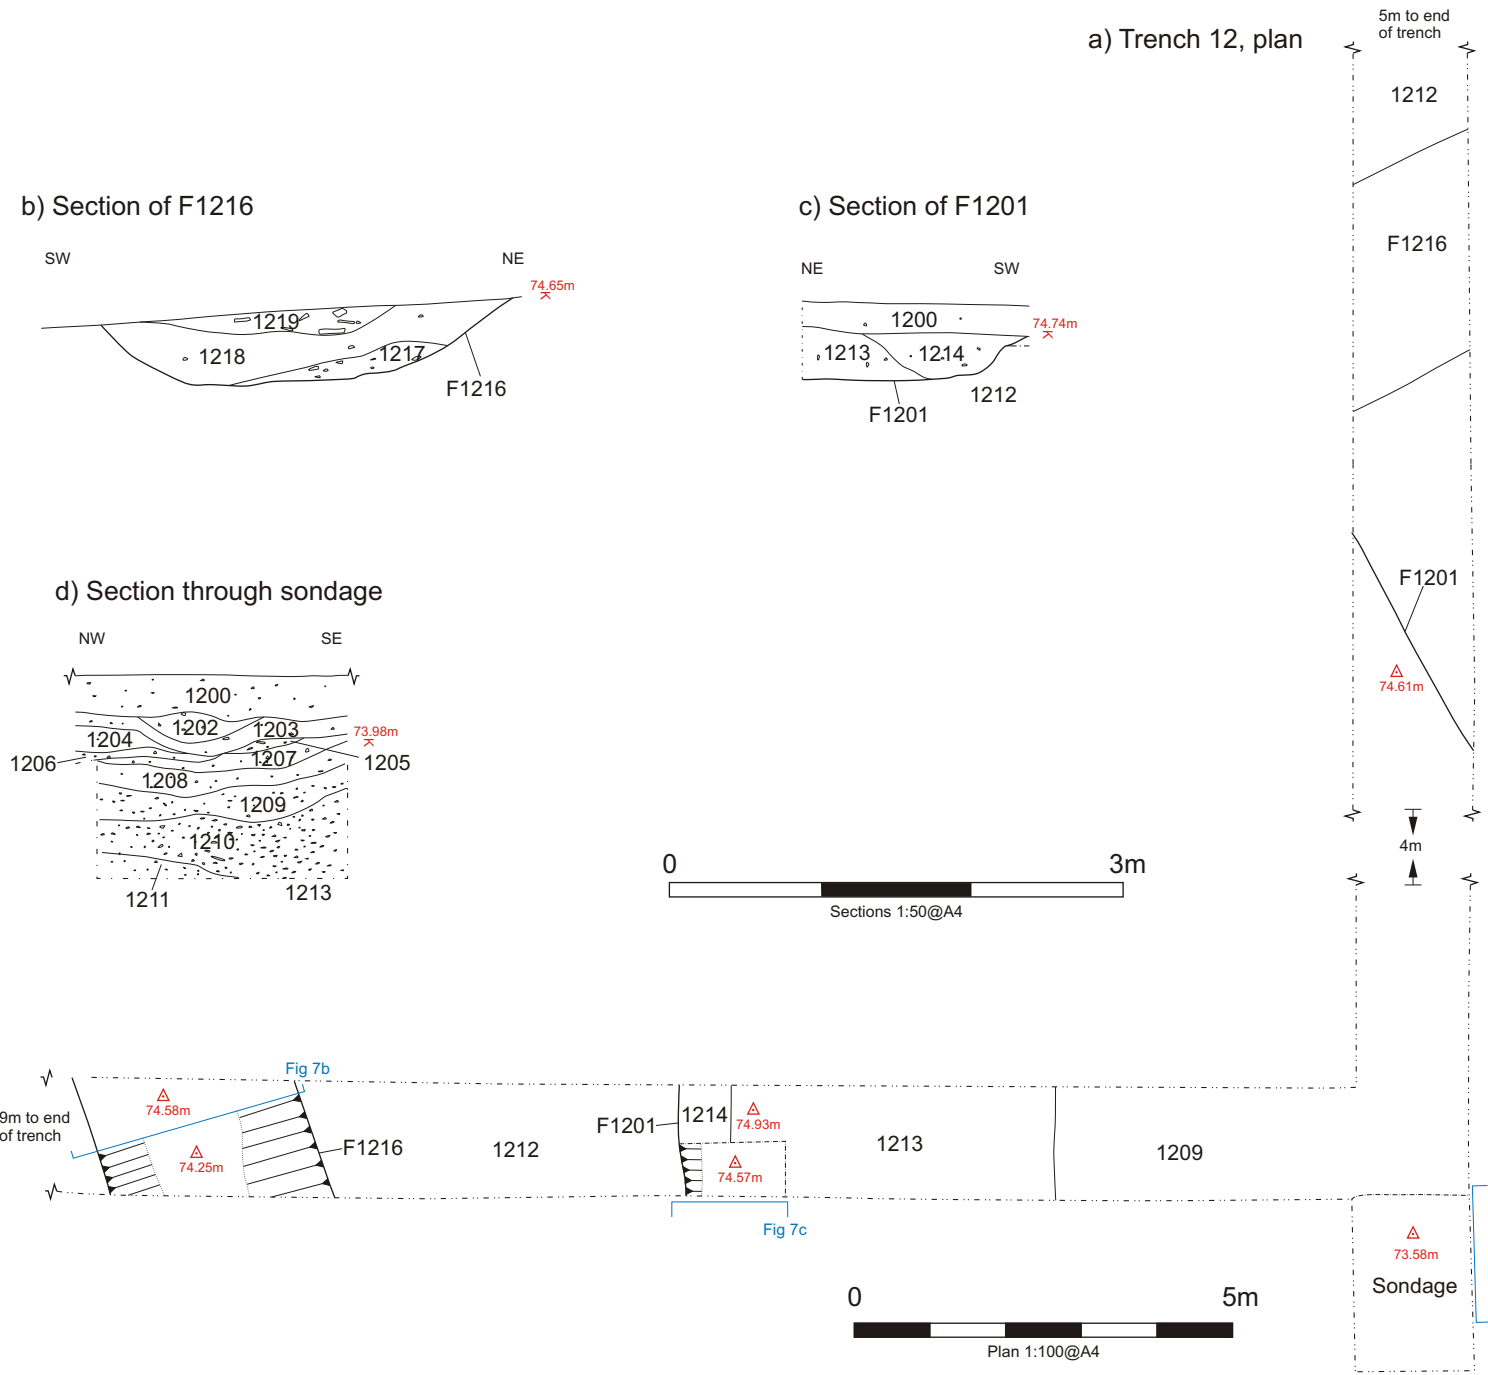 a) Trench 12, plan
5m to end
of trench
1212
F1216
F1201
74.61m
4m
b) Section of F1216
SW
NE
74.65m
1219
1218
1217
F1216
c) Section of F1201
NE
SW
1200
74.74m
1213
1214
1212
F1201
d) Section through sondage
NW
SE
1200
1202
1203
73.98m
1204
1206
1207
1205
1208
1209
1210
1211
1213
0
3m
Sections 1:50@A4
Fig 7b
9m to end
of trench
74.58m
74.25m
F1216
1212
F1201
1214
74.93m
74.57m
1213
1209
Fig 7c
73.58m
Sondage
0
5m
Plan 1:100@A4